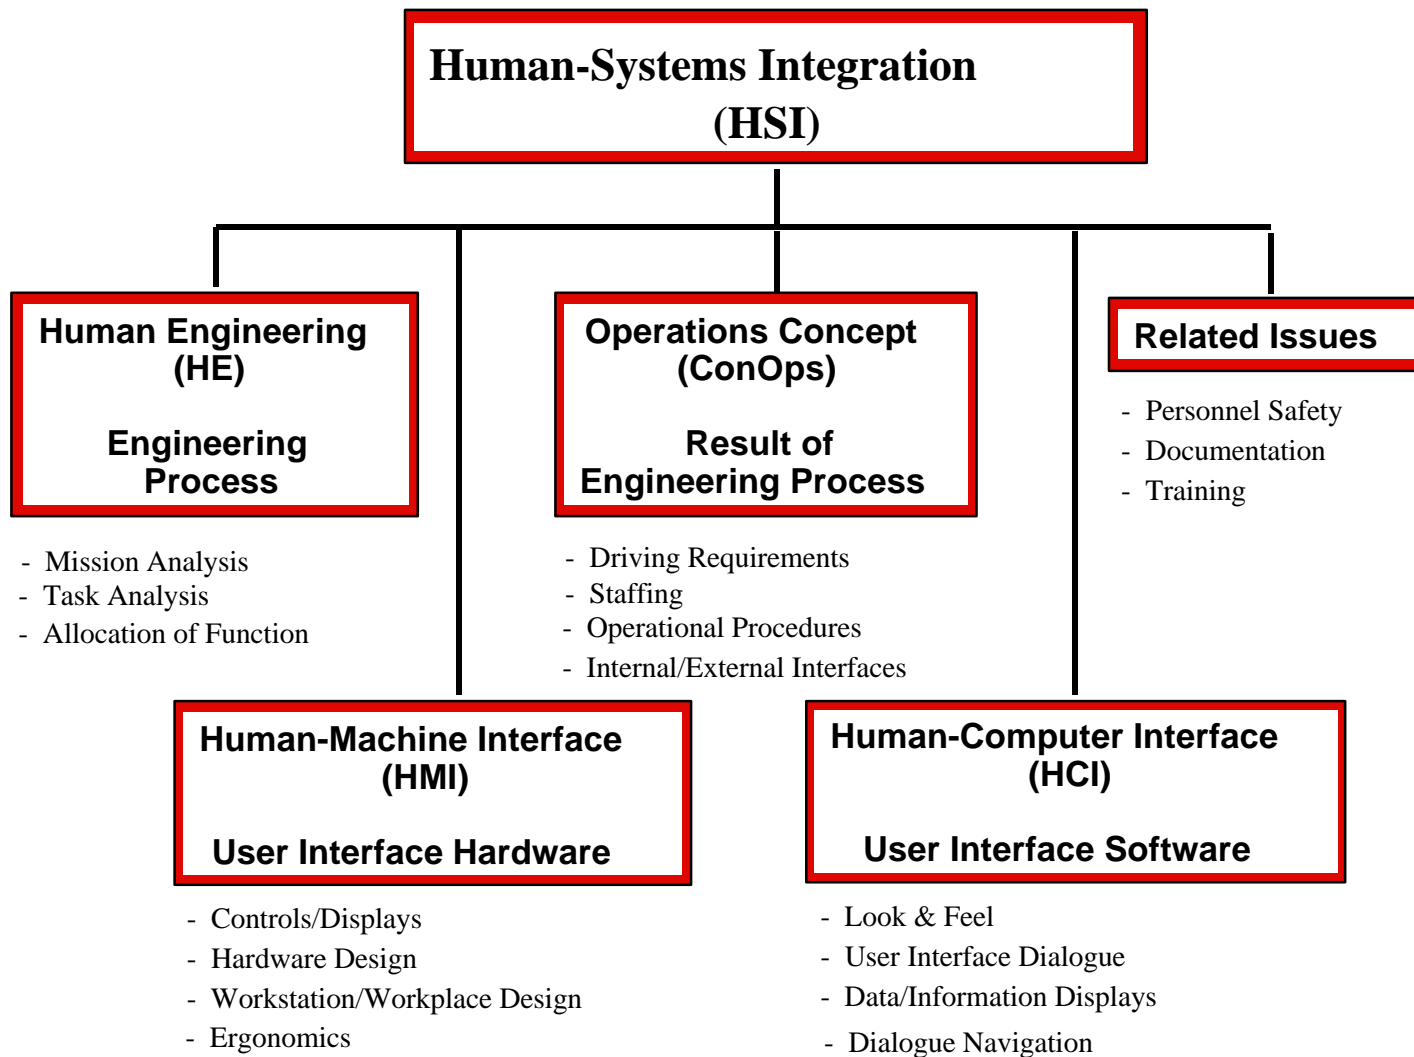 Human-Systems Integration
(HSI)
Human Engineering
(HE)
Engineering
Process
- Mission Analysis
- Task Analysis
- Allocation of Function
Operations Concept
(ConOps)
Result of
Engineering Process
- Driving Requirements
- Staffing
- Operational Procedures
- Internal/External Interfaces
Related Issues
- Personnel Safety
- Documentation
- Training
Human-Machine Interface
(HMI)
User Interface Hardware
- Controls/Displays
- Hardware Design
- Workstation/Workplace Design
- Ergonomics
Human-Computer Interface
(HCI)
User Interface Software
- Look & Feel
- User Interface Dialogue
- Data/Information Displays
- Dialogue Navigation